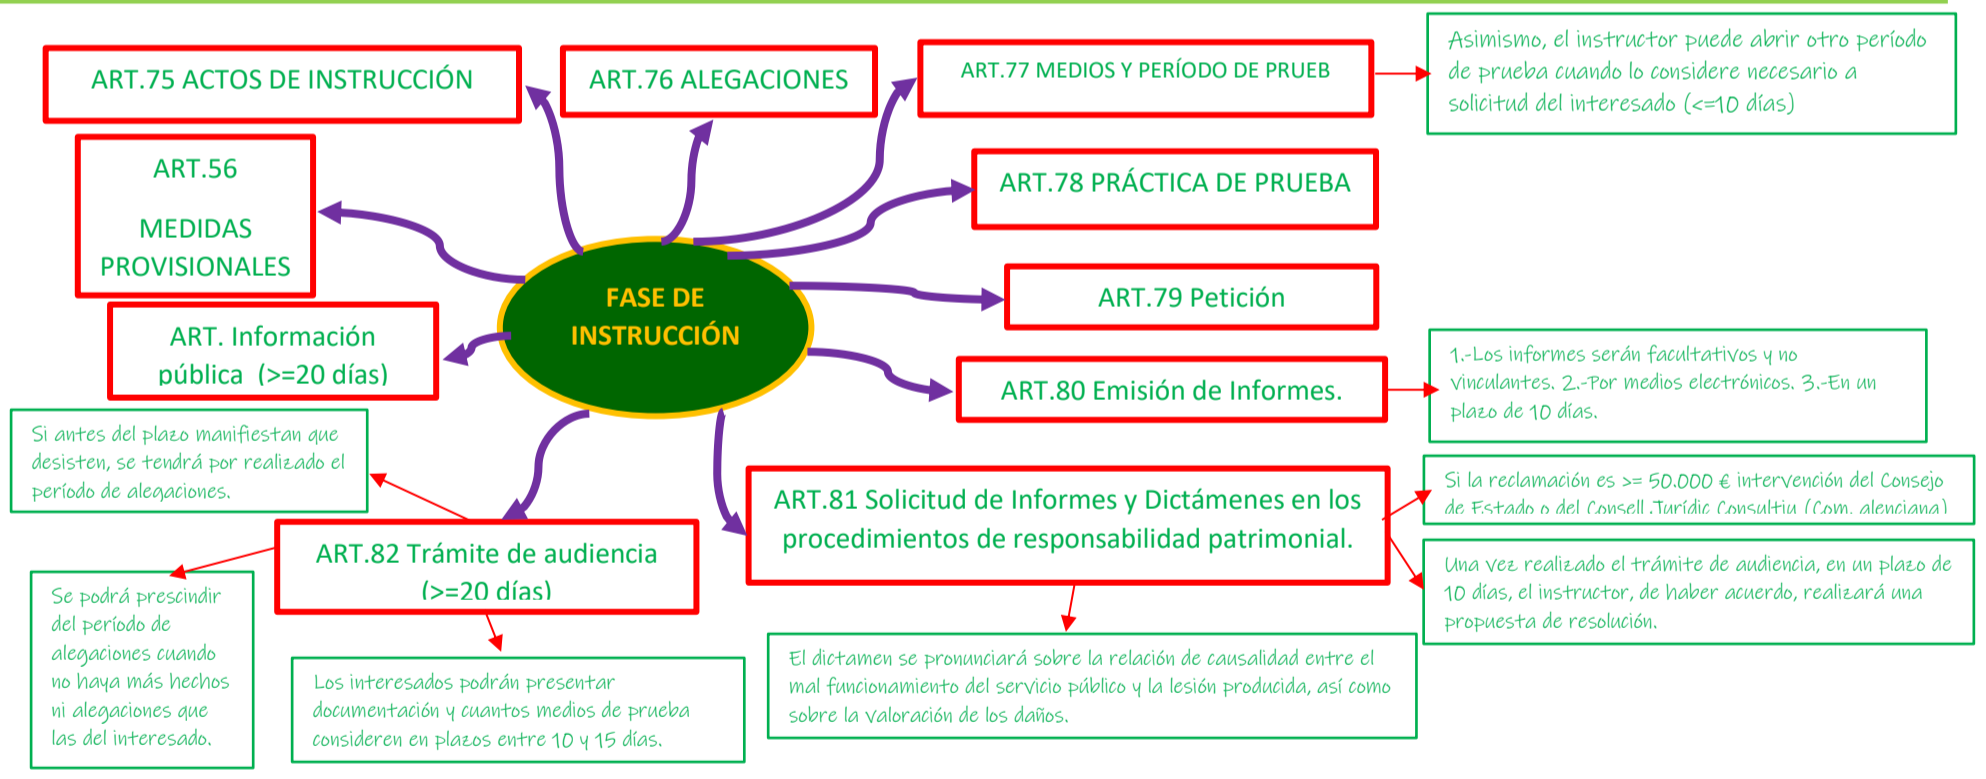 ART.75 ACTOS DE INSTRUCCIÓN
ART.76 ALEGACIONES
ART.77 MEDIOS Y PERÍODO DE PRUEB
Asimismo, el instructor puede abrir otro período
de prueba cuando lo considere necesario a
solicitud del interesado (<=10 días)
ART.56
MEDIDAS
PROVISIONALES
ART.78 PRÁCTICA DE PRUEBA
FASE DE
INSTRUCCIÓN
ART.79 Petición
ART. Información
pública (>=20 días)
ART.80 Emisión de Informes.
1.-Los informes serán facultativos y no
vinculantes. 2.-Por medios electrónicos. 3.-En un
plazo de 10 días.
Si antes del plazo manifiestan que
desisten, se tendrá por realizado el
período de alegaciones.
ART.81 Solicitud de Informes y Dictámenes en los
procedimientos de responsabilidad patrimonial.
Si la reclamación es >= 50.000 € intervención del Consejo
de Estado o del Consell Jurídic Consultiu (Com. alenciana)
ART.82 Trámite de audiencia
(>=20 días)
Una vez realizado el trámite de audiencia, en un plazo de
10 días, el instructor, de haber acuerdo, realizará una
propuesta de resolución.
Se podrá prescindir
del período de
alegaciones cuando
no haya más hechos
ni alegaciones que
las del interesado.
Los interesados podrán presentar
documentación y cuantos medios de prueba
consideren en plazos entre 10 y 15 días.
El dictamen se pronunciará sobre la relación de causalidad entre el
mal funcionamiento del servicio público y la lesión producida, así como
sobre la valoración de los daños.